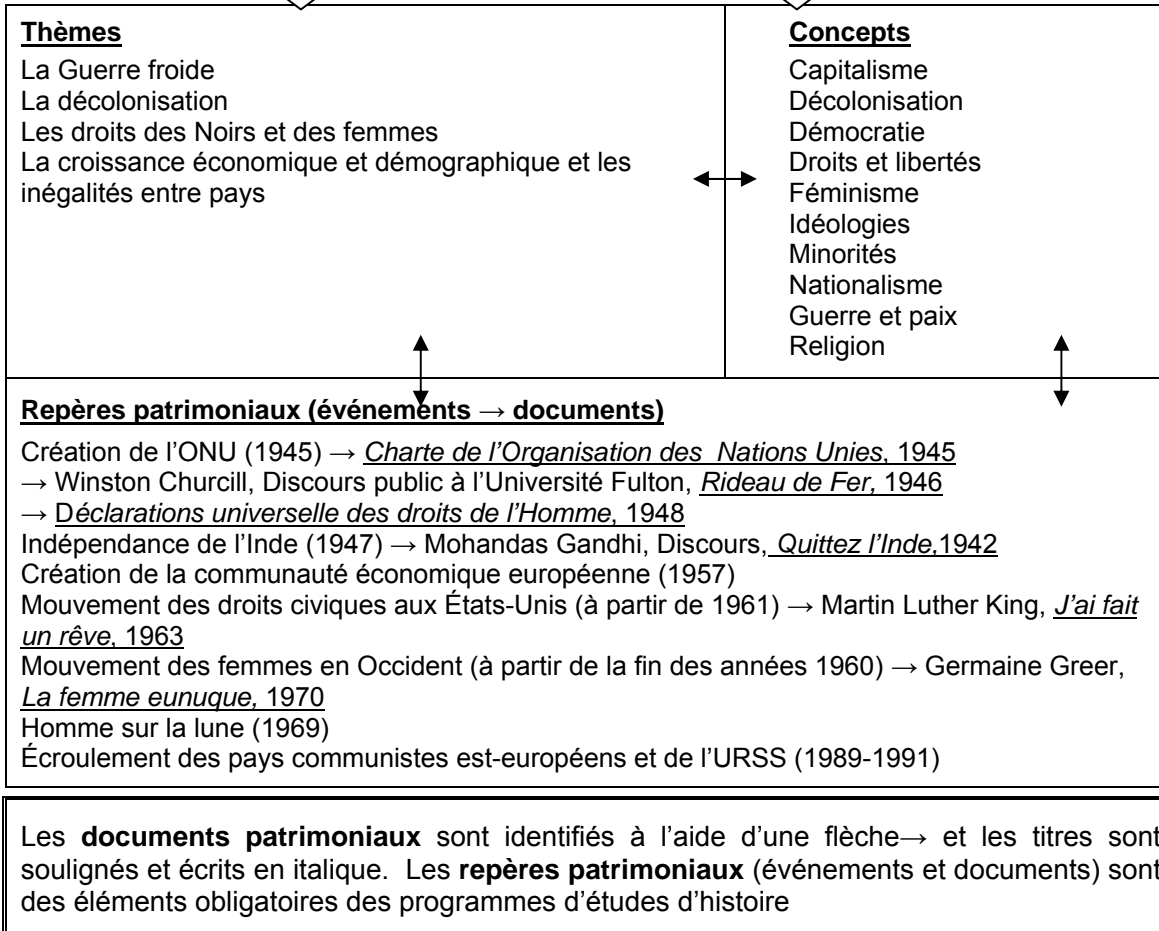 Thèmes
La Guerre froide
La décolonisation
Les droits des Noirs et des femmes
La croissance économique et démographique et les
inégalités entre pays
Concepts
Capitalisme
Décolonisation
Démocratie
Droits et libertés
Féminisme
Idéologies
Minorités
Nationalisme
Guerre et paix
Religion
Repères patrimoniaux (événements → documents)
Création de l’ONU (1945) → Charte de l’Organisation des Nations Unies, 1945
→ Winston Churcill, Discours public à l’Université Fulton, Rideau de Fer, 1946
→ Déclarations universelle des droits de l’Homme, 1948
Indépendance de l’Inde (1947) → Mohandas Gandhi, Discours, Quittez l’Inde,1942
Création de la communauté économique européenne (1957)
Mouvement des droits civiques aux États-Unis (à partir de 1961) → Martin Luther King, J’ai fait
un rêve, 1963
Mouvement des femmes en Occident (à partir de la fin des années 1960) → Germaine Greer,
La femme eunuque, 1970
Homme sur la lune (1969)
Écroulement des pays communistes est-européens et de l’URSS (1989-1991)
Les documents patrimoniaux sont identifiés à l’aide d’une flèche→ et les titres sont
soulignés et écrits en italique. Les repères patrimoniaux (événements et documents) sont
des éléments obligatoires des programmes d’études d’histoire